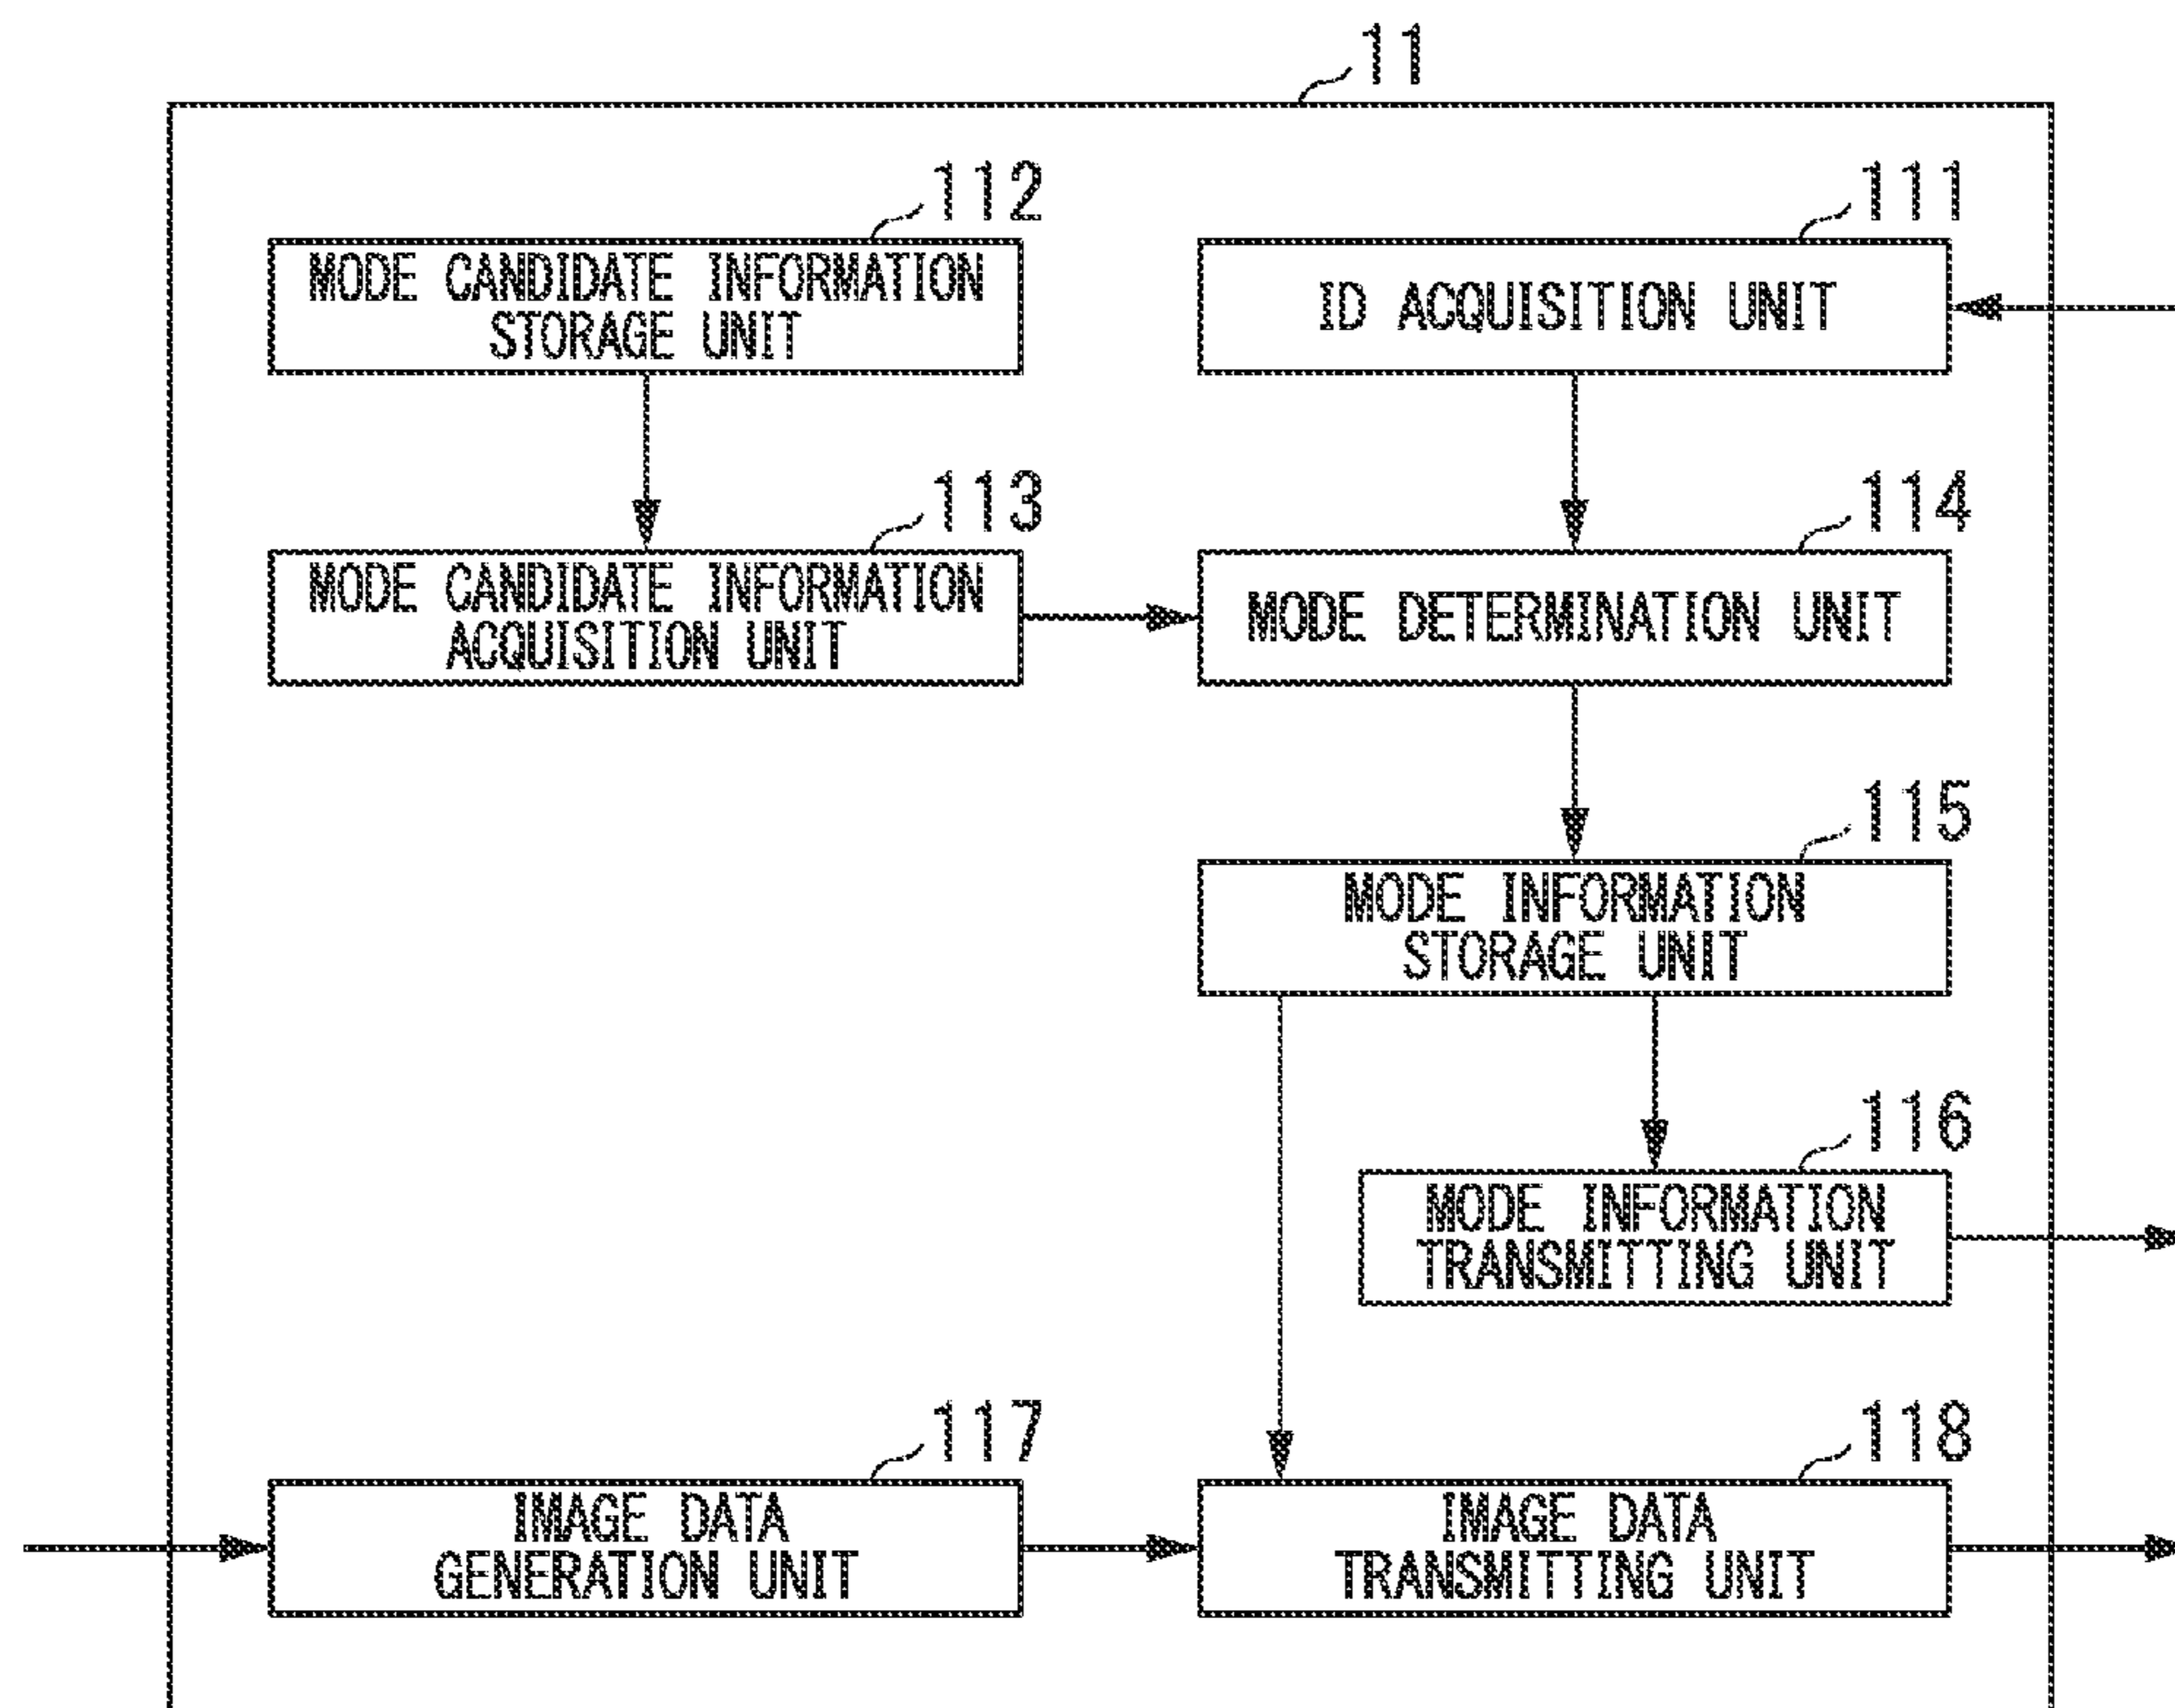 11
112
MODE CANDIDATE INFORMATION
STORAGE UNIT
111
ID ACQUISITION UNIT
113
MODE CANDIDATE INFORMATION
ACQUISITION UNIT
114
MODE DETERMINATION UNIT
115
MODE INFORMATION
STORAGE UNIT
116
MODE INFORMATION
TRANSMITTING UNIT
117
IMAGE DATA
GENERATION UNIT
118
IMAGE DATA
TRANSMITTING UNIT